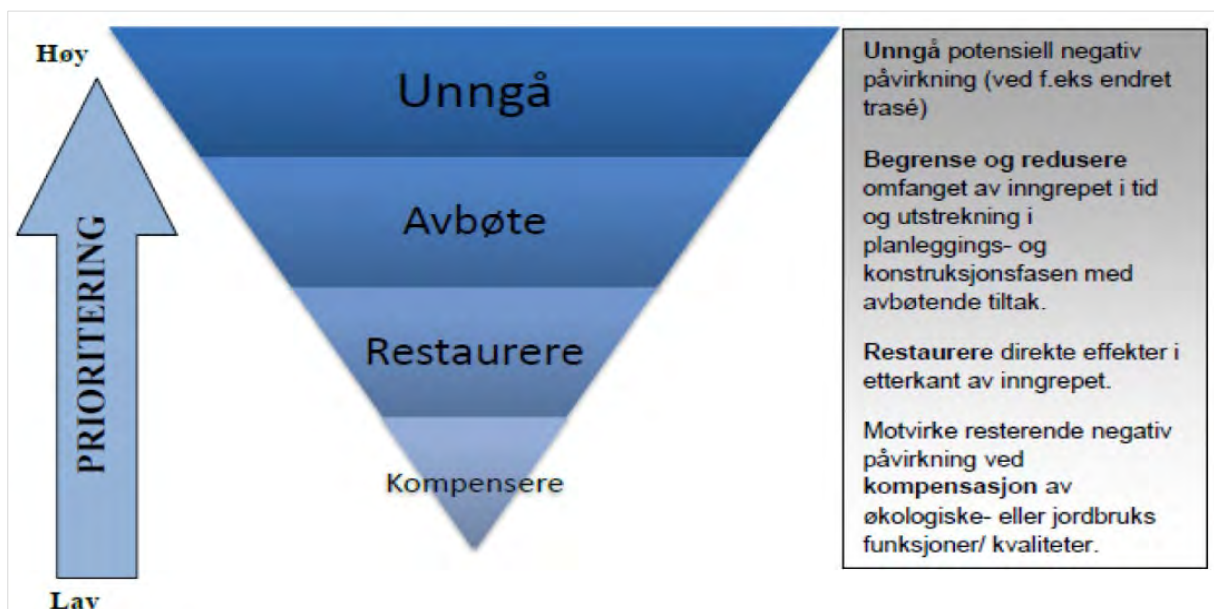 Høy
PRIORITERING
Lav
Unngå
Avbøte
Restaurere
Kompensere
Unngå potensiell negativ
påvirkning (ved f.eks endret
trasé)
Begrense og redusere
omfanget av inngrepet i tid
og utstrekning i
planleggings- og
konstruksjonsfasen med
avbøtende tiltak.
Restaurere direkte effekter i
etterkant av inngrepet.
Motvirke resterende negativ
påvirkning ved
kompensasjon av
økologiske- eller jordbruks
funksjoner/ kvaliteter.